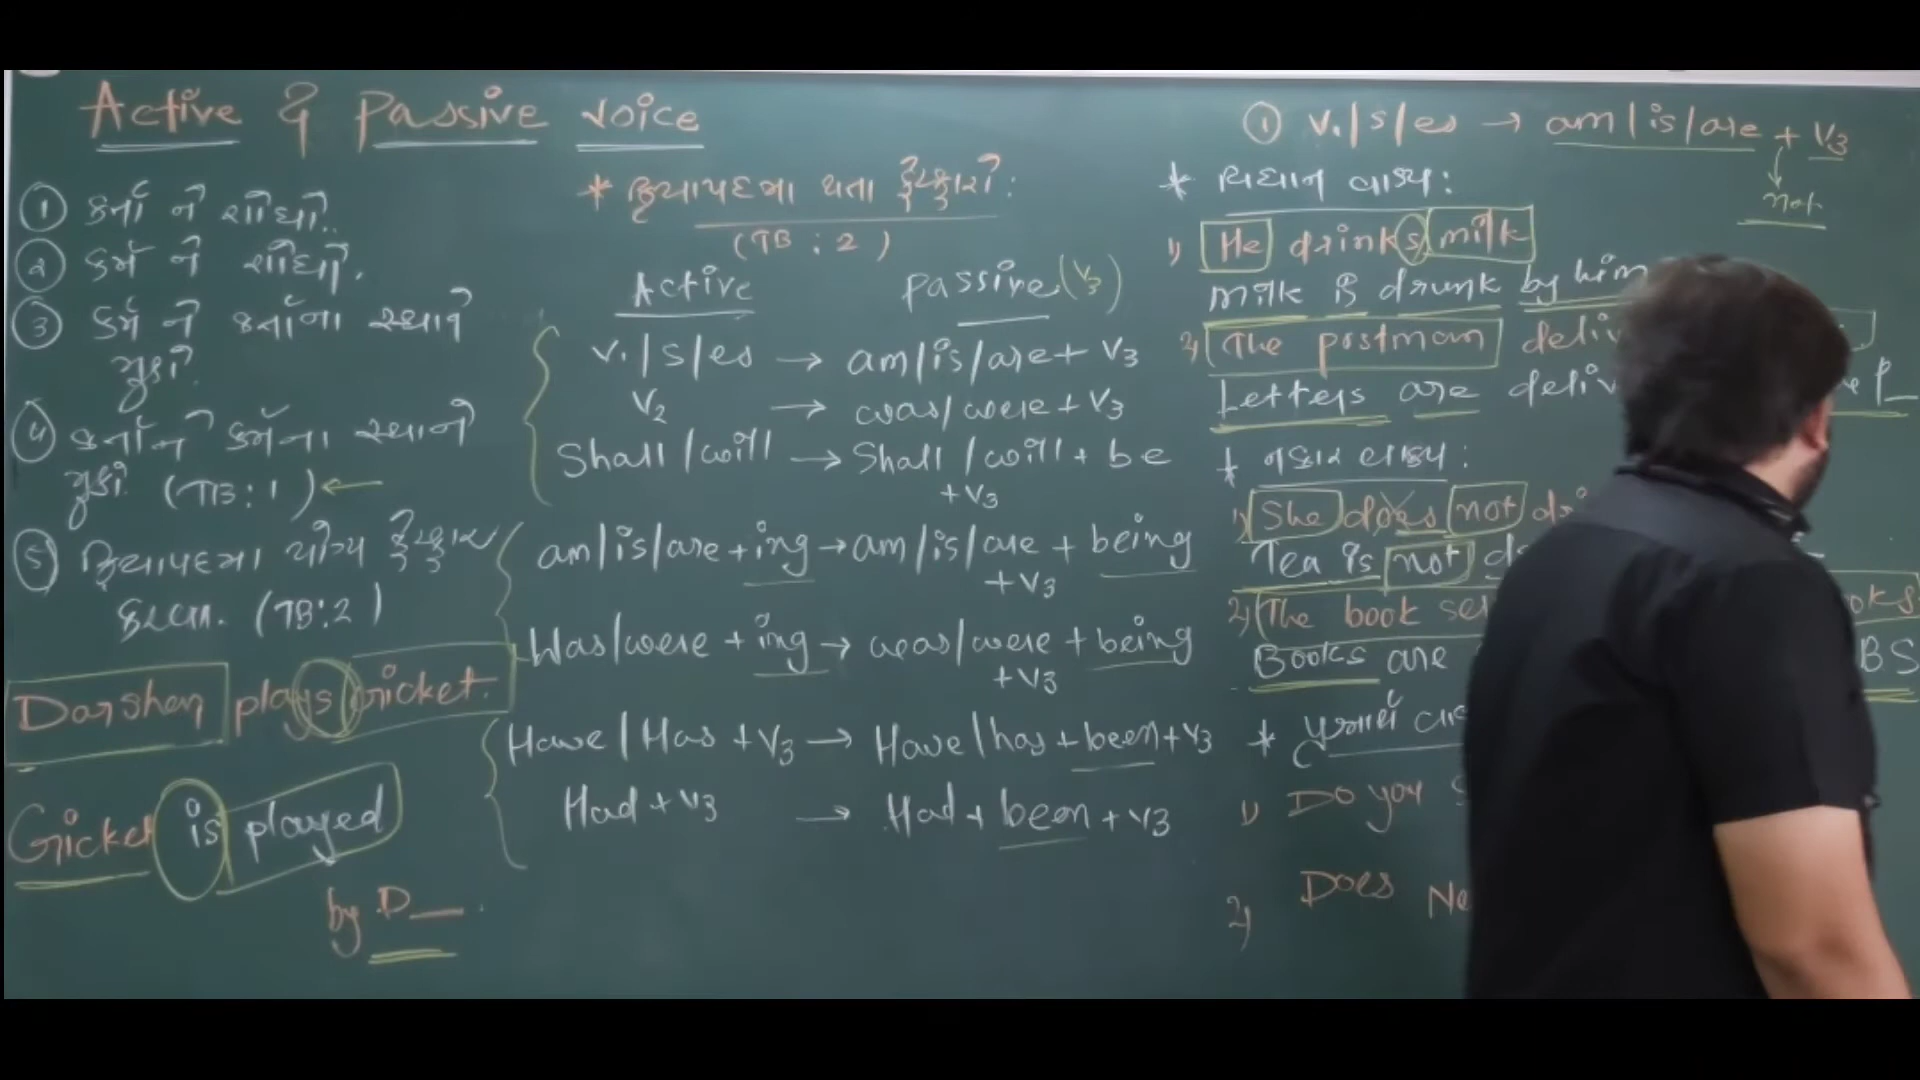 Active & Passive voice
① કર્તા ને શોધો.
② કર્મ ને શોધો.
③ કર્મ ને કર્તાના સ્થાને
મૂકો.
④ કર્તાને કર્મના સ્થાને
મૂકો (TB:1) ←
⑤ ક્રિયાપદમા યોગ્ય ફેરફાર
કરવા. (TB:2)
Darshan plays cricket.
Cricket is played
by D__.
* ક્રિયાપદમા થતા ફેરફારો :
(TB : 2)
Active Passive (V3)
V1/s/es → am/is/are + V3
V2 → was/were + V3
Shall/will → Shall/will + be
+V3
am/is/are + ing → am/is/are + being
+V3
Was/were + ing → was/were + being
+V3
Have/Has + V3 → Have/has + been + V3
Had + V3 → Had + been + V3
① V1/s/es → am/is/are + V3
not
* વાક્ય :
1) He drinks milk
Milk is drunk by him
2) The postman
Letters are
* નકાર વાક્ય :
1) She does not
Tea is not
2) The book
Books are BS
*
1) Do you
2) Does